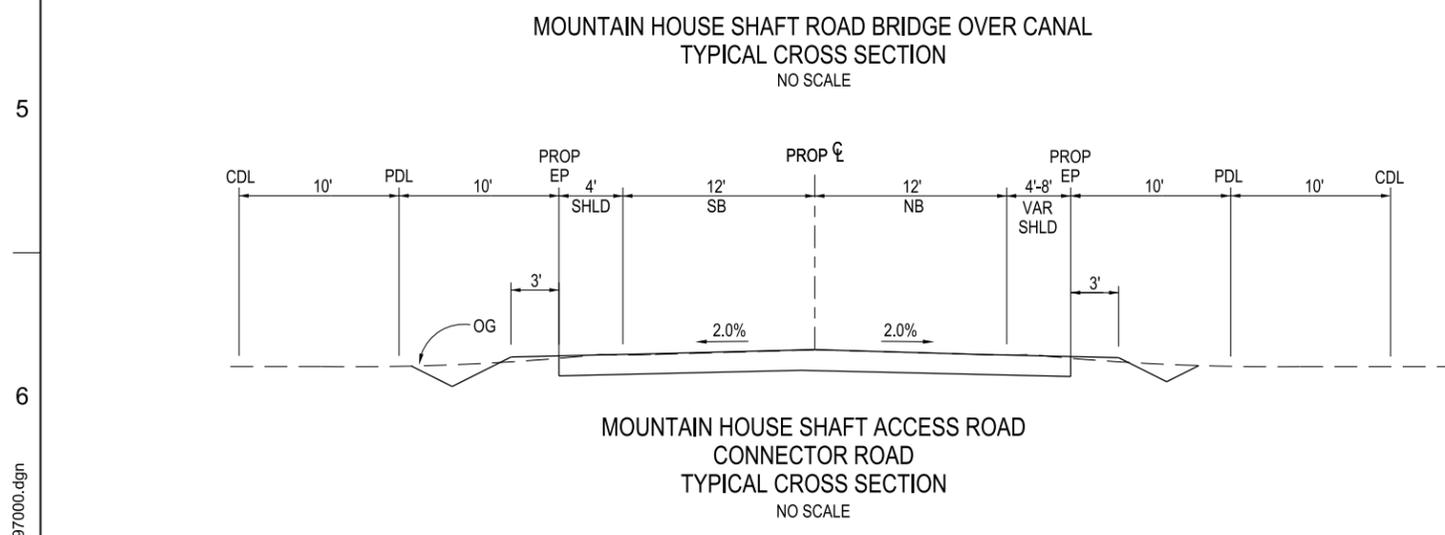 MOUNTAIN HOUSE SHAFT ROAD BRIDGE OVER CANAL
TYPICAL CROSS SECTION
NO SCALE
5
CDL
10'
PDL
10'
PROP
EP
4'
SHLD
12'
SB
PROP ℄
12'
NB
4'-8'
VAR
SHLD
PROP
EP
10'
PDL
10'
CDL
3'
3'
OG
2.0%
2.0%
6
MOUNTAIN HOUSE SHAFT ACCESS ROAD
CONNECTOR ROAD
TYPICAL CROSS SECTION
NO SCALE
97000.dgn